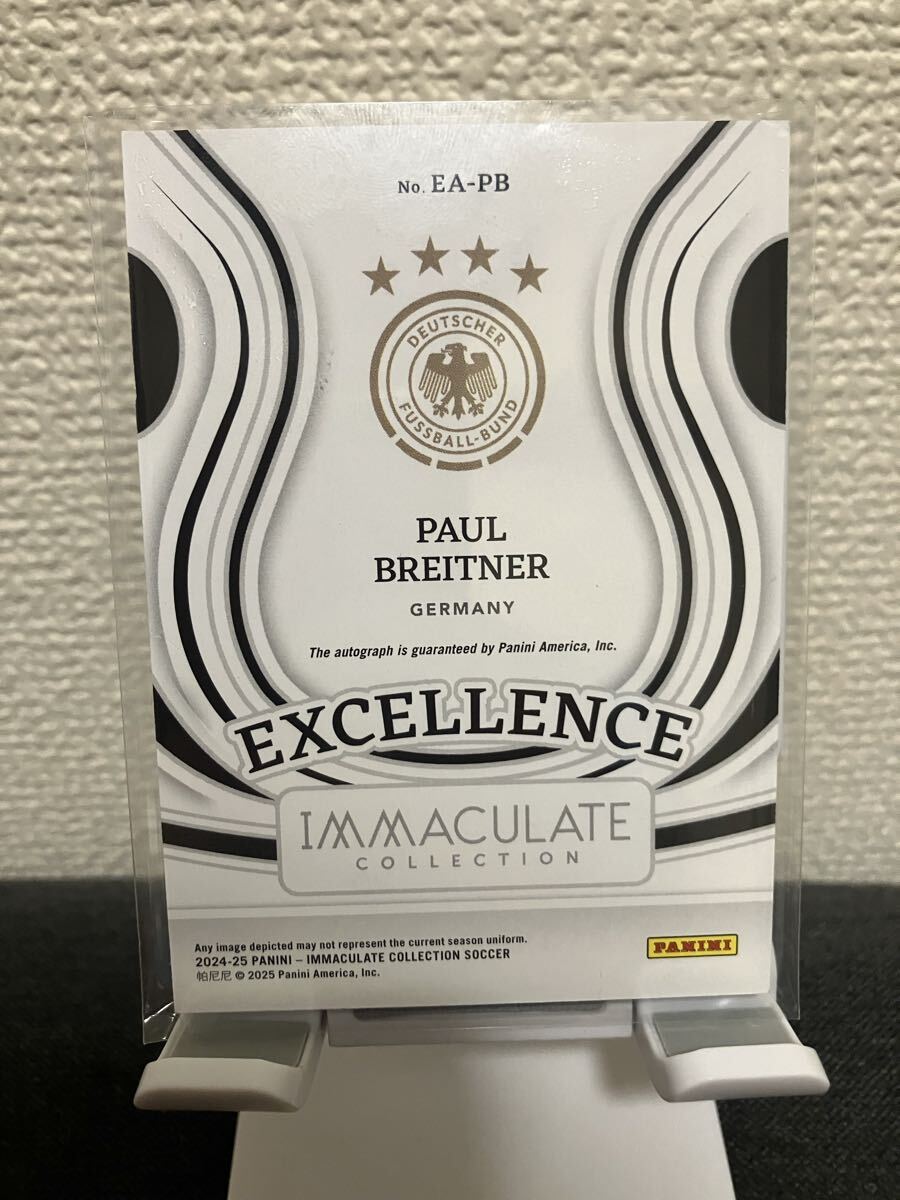 No. EA-PB
DEUTSCHER
FUSSBALL-BUND
PAUL
BREITNER
GERMANY
The autograph is guaranteed by Panini America, Inc.
EXCELLENCE
IMMACULATE
COLLECTION
Any image depicted may not represent the current season uniform.
2024-25 PANINI – IMMACULATE COLLECTION SOCCER
帕尼尼 © 2025 Panini America, Inc.
PANINI